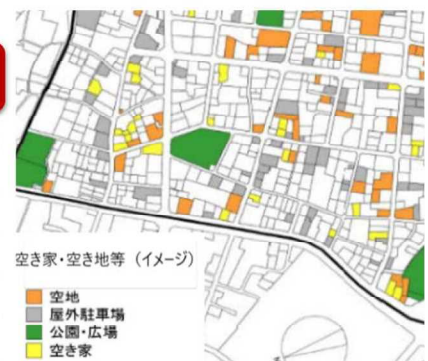 空き家・空き地等（イメージ）
空地
屋外駐車場
公園・広場
空き家